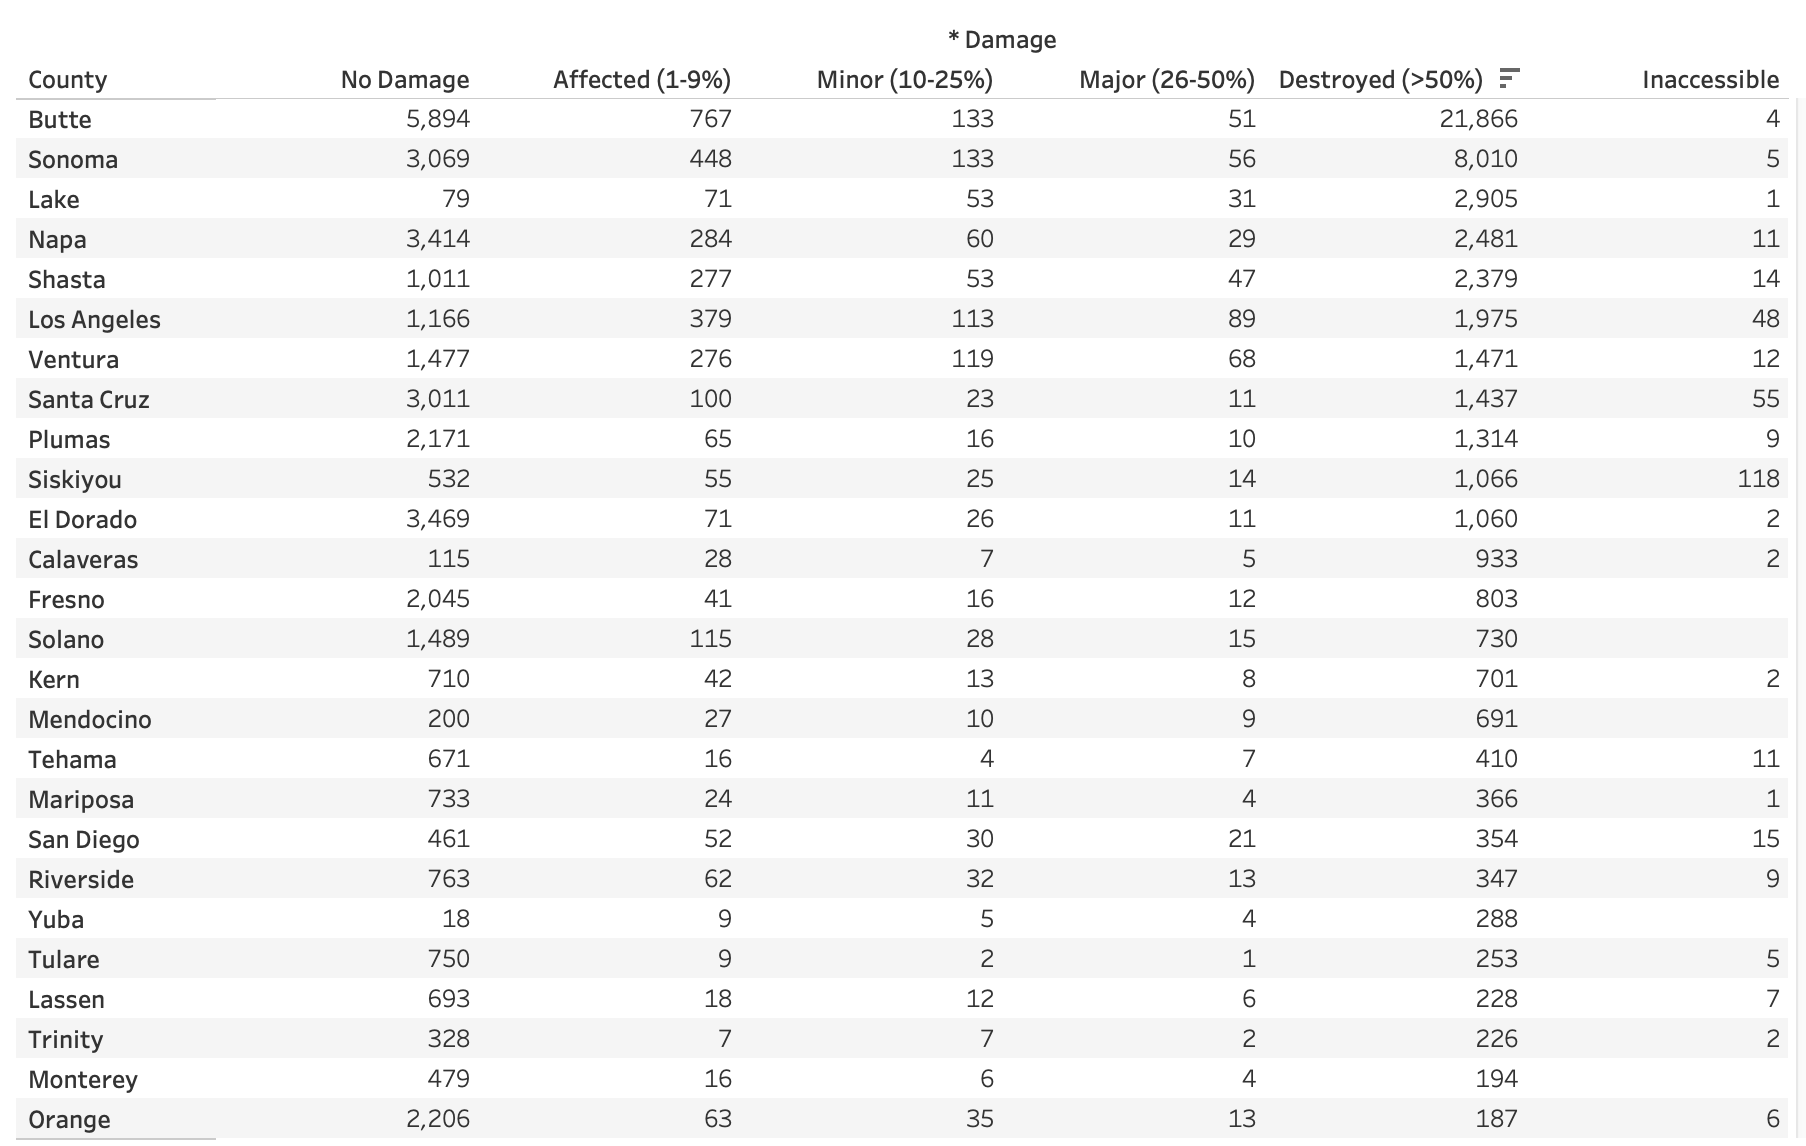 * Damage
County No Damage Affected (1-9%) Minor (10-25%) Major (26-50%) Destroyed (>50%) Inaccessible
Butte 5,894 767 133 51 21,866 4
Sonoma 3,069 448 133 56 8,010 5
Lake 79 71 53 31 2,905 1
Napa 3,414 284 60 29 2,481 11
Shasta 1,011 277 53 47 2,379 14
Los Angeles 1,166 379 113 89 1,975 48
Ventura 1,477 276 119 68 1,471 12
Santa Cruz 3,011 100 23 11 1,437 55
Plumas 2,171 65 16 10 1,314 9
Siskiyou 532 55 25 14 1,066 118
El Dorado 3,469 71 26 11 1,060 2
Calaveras 115 28 7 5 933 2
Fresno 2,045 41 16 12 803
Solano 1,489 115 28 15 730
Kern 710 42 13 8 701 2
Mendocino 200 27 10 9 691
Tehama 671 16 4 7 410 11
Mariposa 733 24 11 4 366 1
San Diego 461 52 30 21 354 15
Riverside 763 62 32 13 347 9
Yuba 18 9 5 4 288
Tulare 750 9 2 1 253 5
Lassen 693 18 12 6 228 7
Trinity 328 7 7 2 226 2
Monterey 479 16 6 4 194
Orange 2,206 63 35 13 187 6